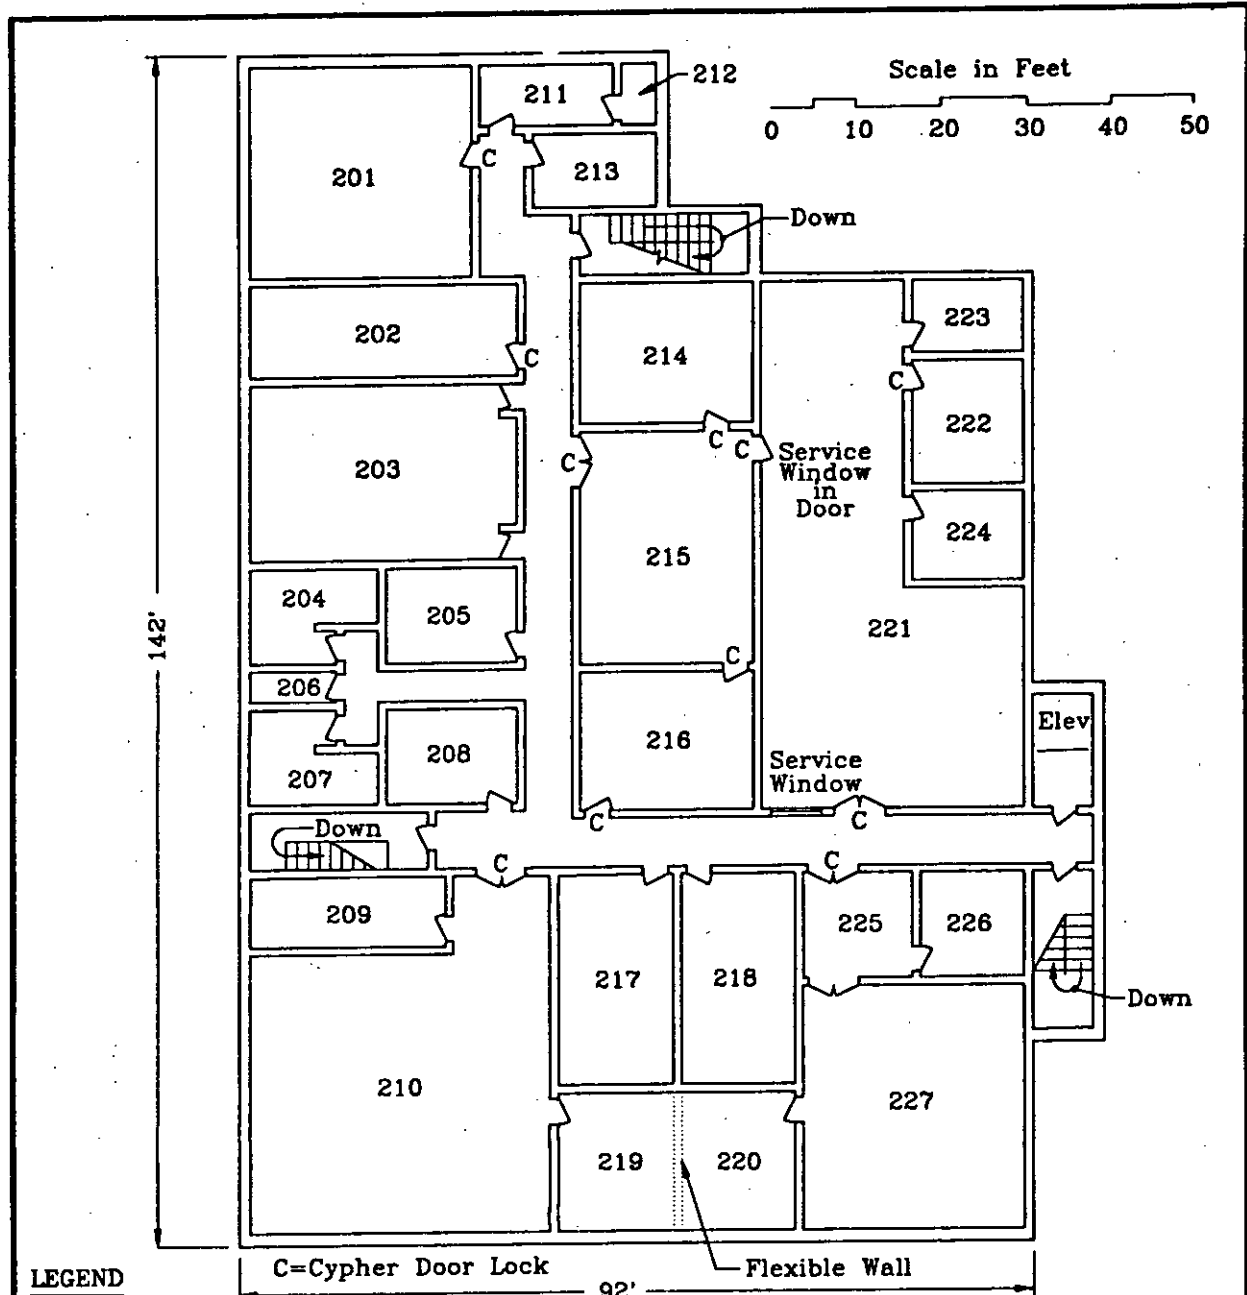 212
Scale in Feet
0 10 20 30 40 50
211
C
201
213
Down
202
C
214
223
C
222
C
C
C
Service
Window
in
Door
203
215
224
204
205
221
142'
C
206
216
Elev
208
207
Service
Window
Down
C
C
C
C
209
225
226
217
218
Down
210
227
219
220
C=Cypher Door Lock
Flexible Wall
LEGEND
92'